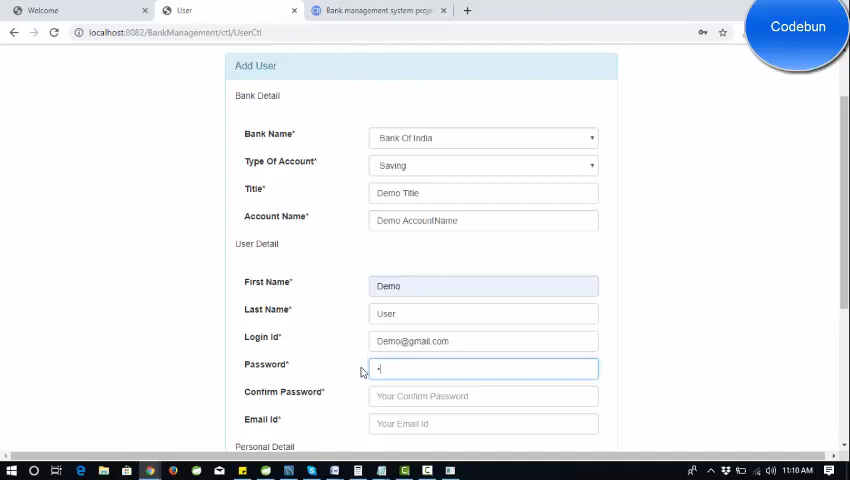 Welcome
User
Bank management system proje
Codebun
localhost:8082/BankManagement/ctl/UserCtl
Add User
Bank Detail
Bank Name*
Bank Of India
Type Of Account*
Saving
Title*
Demo Title
Account Name*
Demo AccountName
User Detail
First Name*
Demo
Last Name*
User
Login Id*
Demo@gmail.com
Password*
Confirm Password*
Your Confirm Password
Email Id*
Your Email Id
Personal Detail
11:10 AM